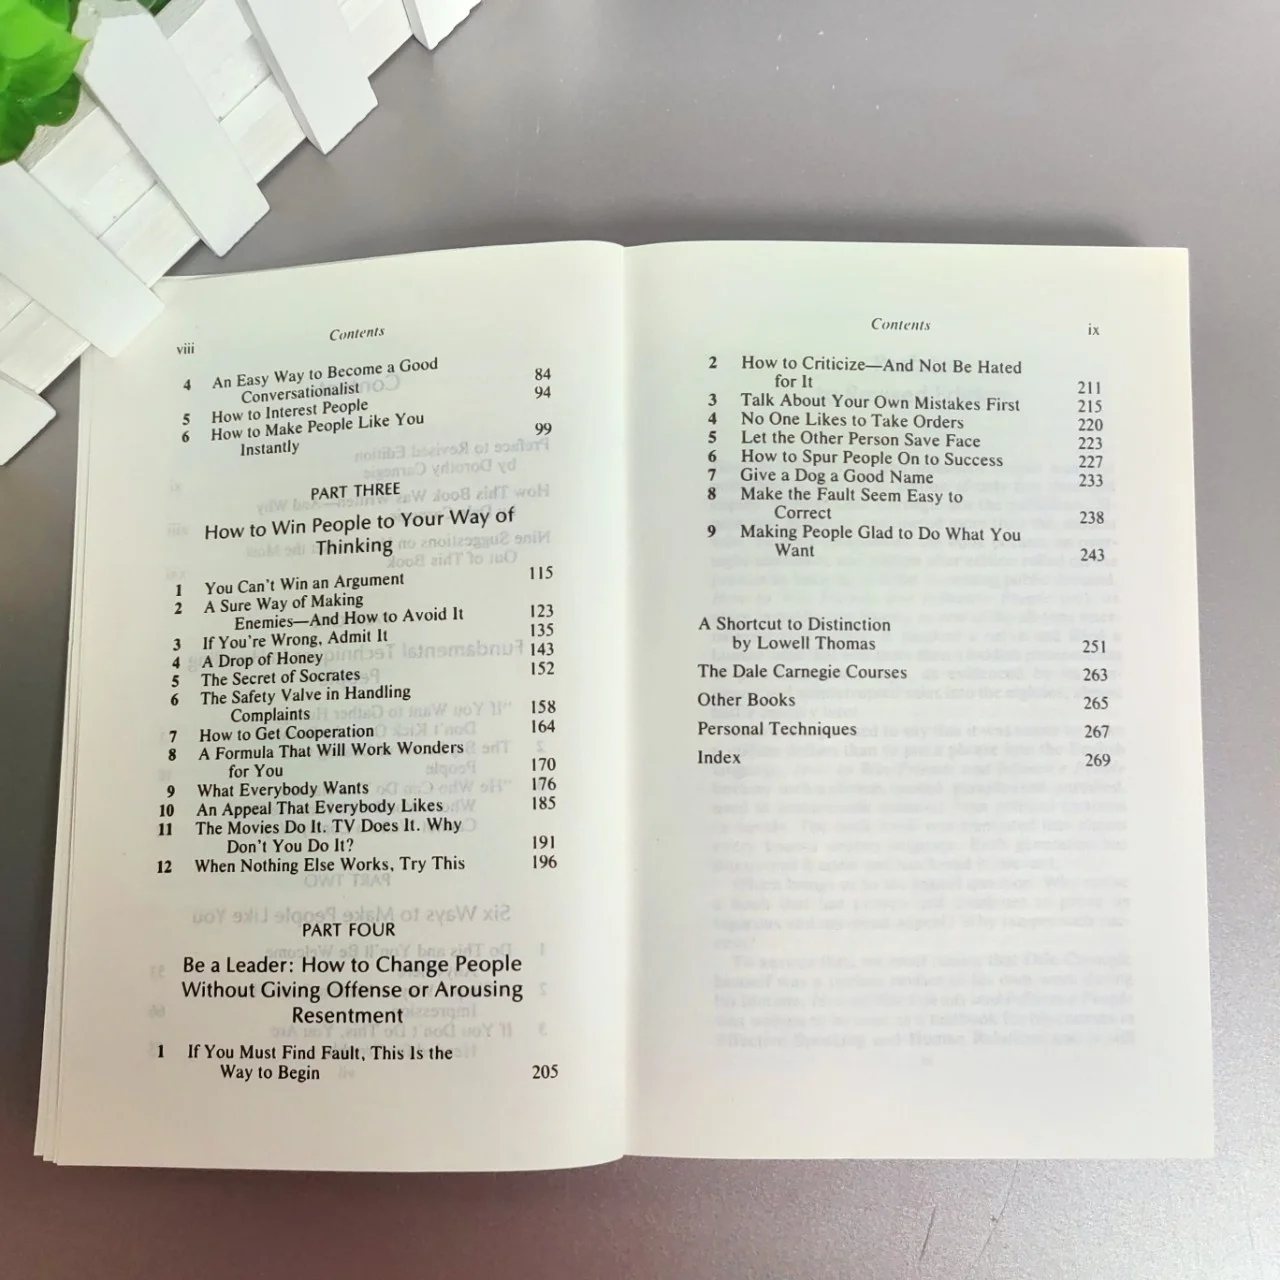 viii
Contents
4 An Easy Way to Become a Good
Conversationalist 84
5 How to Interest People 94
6 How to Make People Like You
Instantly 99
PART THREE
How to Win People to Your Way of
Thinking
1 You Can't Win an Argument 115
2 A Sure Way of Making
Enemies—And How to Avoid It 123
3 If You're Wrong, Admit It 135
4 A Drop of Honey 143
5 The Secret of Socrates 152
6 The Safety Valve in Handling
Complaints 158
7 How to Get Cooperation 164
8 A Formula That Will Work Wonders
for You 170
9 What Everybody Wants 176
10 An Appeal That Everybody Likes 185
11 The Movies Do It. TV Does It. Why
Don't You Do It? 191
12 When Nothing Else Works, Try This 196
PART FOUR
Be a Leader: How to Change People
Without Giving Offense or Arousing
Resentment
1 If You Must Find Fault, This Is the
Way to Begin 205
Contents
ix
2 How to Criticize—And Not Be Hated
for It 211
3 Talk About Your Own Mistakes First 215
4 No One Likes to Take Orders 220
5 Let the Other Person Save Face 223
6 How to Spur People On to Success 227
7 Give a Dog a Good Name 233
8 Make the Fault Seem Easy to
Correct 238
9 Making People Glad to Do What You
Want 243
A Shortcut to Distinction
by Lowell Thomas 251
The Dale Carnegie Courses 263
Other Books 265
Personal Techniques 267
Index 269